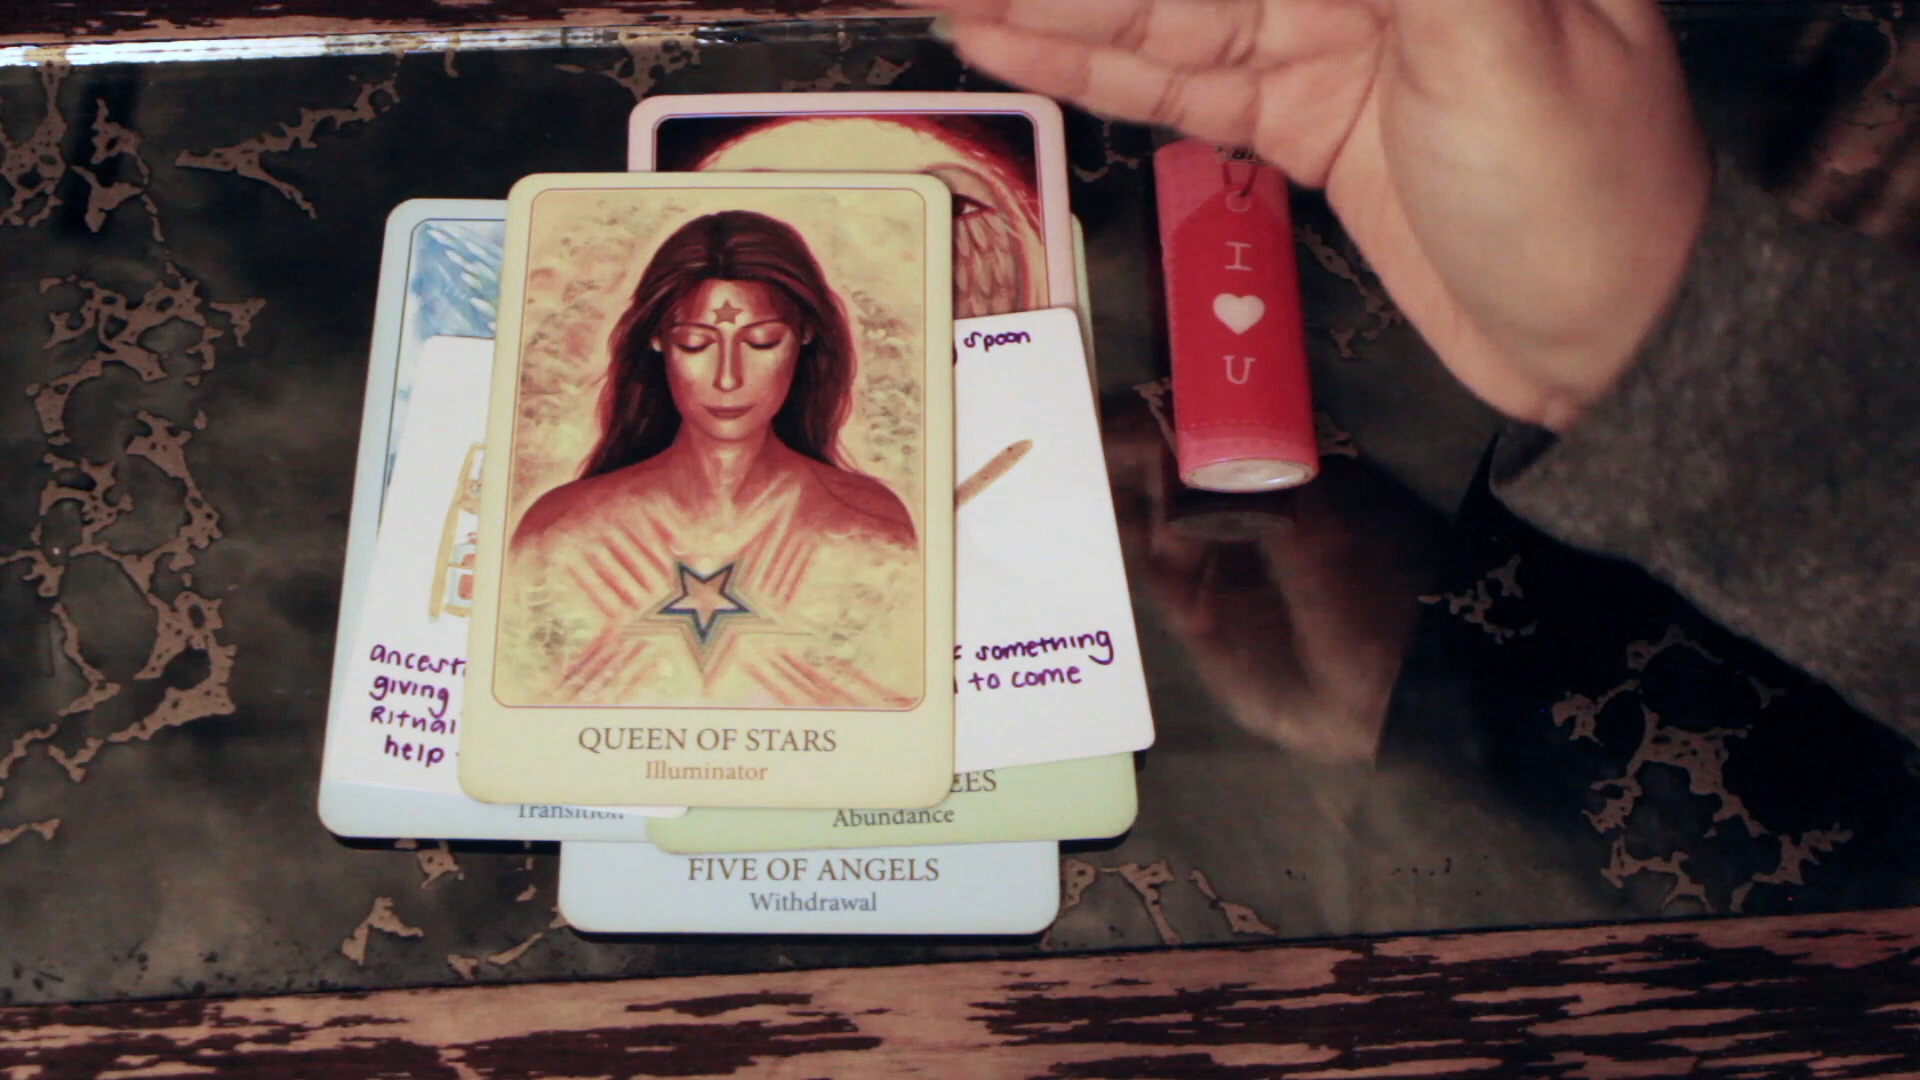 spoon
I
U
something
to come
ancest
giving
Ritual
help
QUEEN OF STARS
Illuminator
Transition
EES
Abundance
FIVE OF ANGELS
Withdrawal